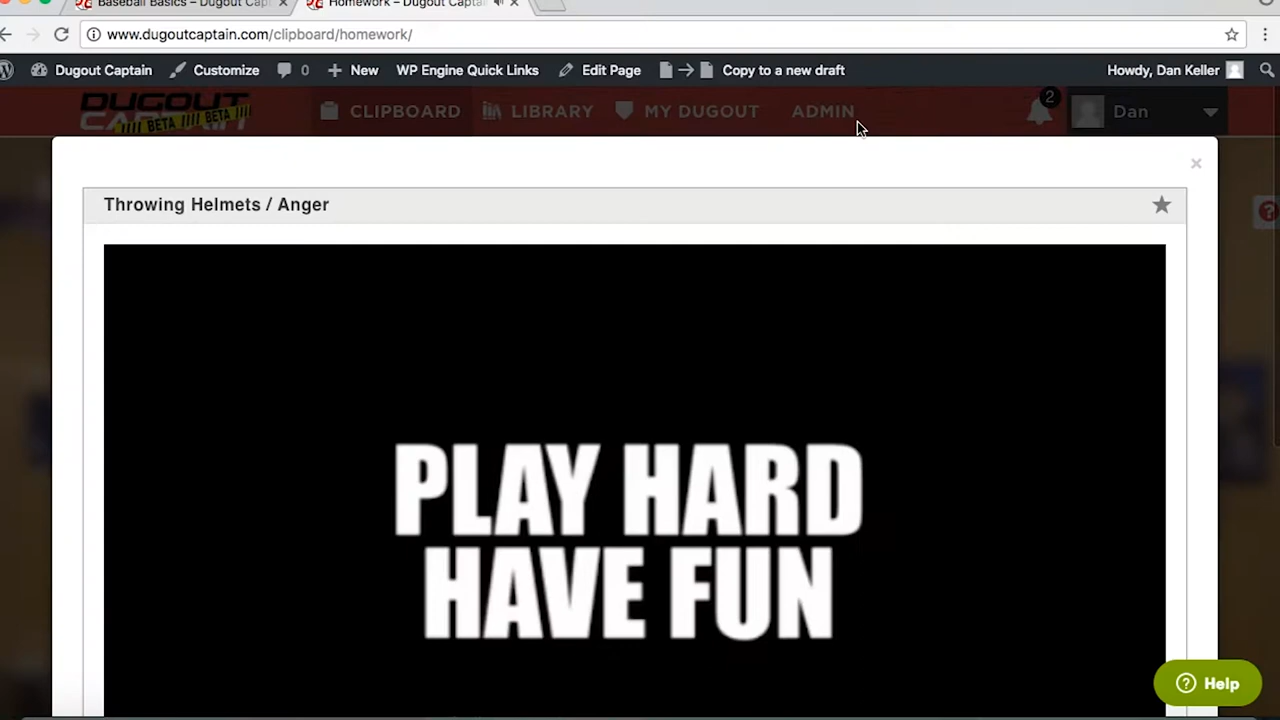 Baseball Basics – Dugout Capt
Homework – Dugout Captain
www.dugoutcaptain.com/clipboard/homework/
Dugout Captain Customize 0 New WP Engine Quick Links Edit Page Copy to a new draft Howdy, Dan Keller
DUGOUT CAPTAIN
BETA BETA
CLIPBOARD LIBRARY MY DUGOUT ADMIN 2 Dan
Throwing Helmets / Anger
PLAY HARD
HAVE FUN
Help